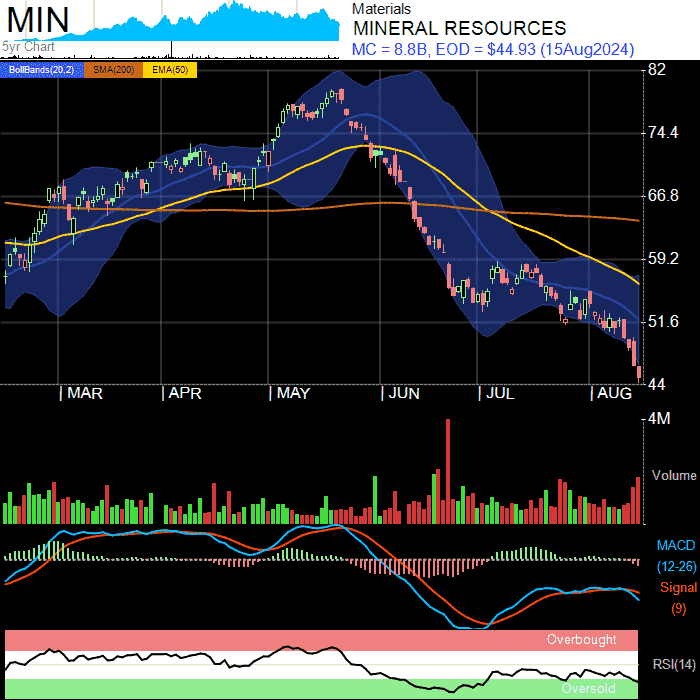 MIN
Materials
MINERAL RESOURCES
5yr Chart
MC = 8.8B, EOD = $44.93 (15Aug2024)
BollBands(20,2) SMA(200) EMA(50)
82
74.4
66.8
59.2
51.6
44
MAR APR MAY JUN JUL AUG
4M
Volume
MACD
(12-26)
Signal
(9)
Overbought
RSI(14)
Oversold